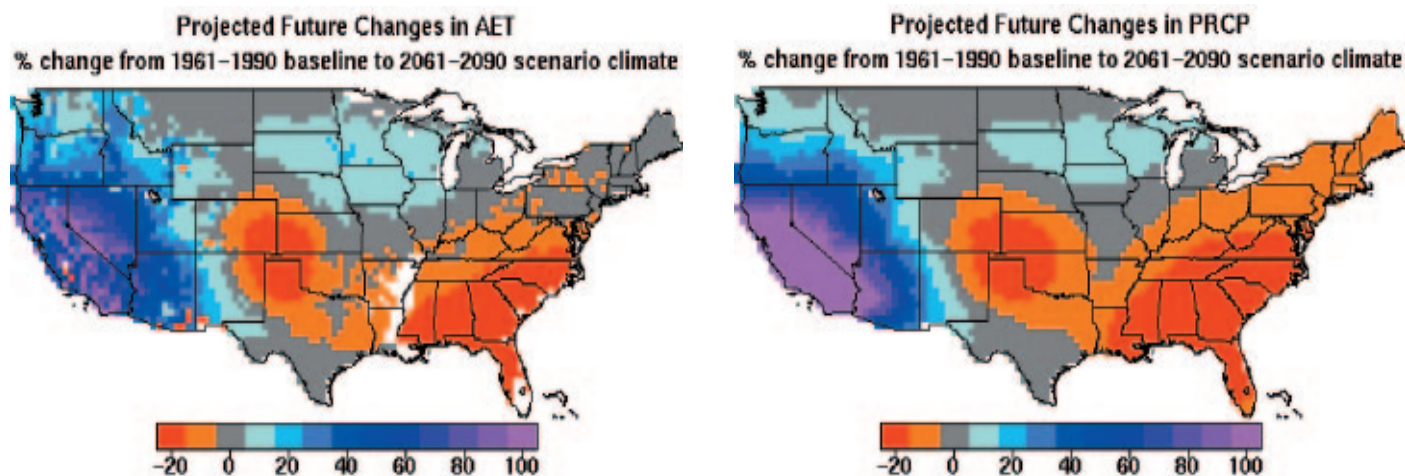 Projected Future Changes in AET
% change from 1961–1990 baseline to 2061–2090 scenario climate
−20 0 20 40 60 80 100
Projected Future Changes in PRCP
% change from 1961–1990 baseline to 2061–2090 scenario climate
−20 0 20 40 60 80 100